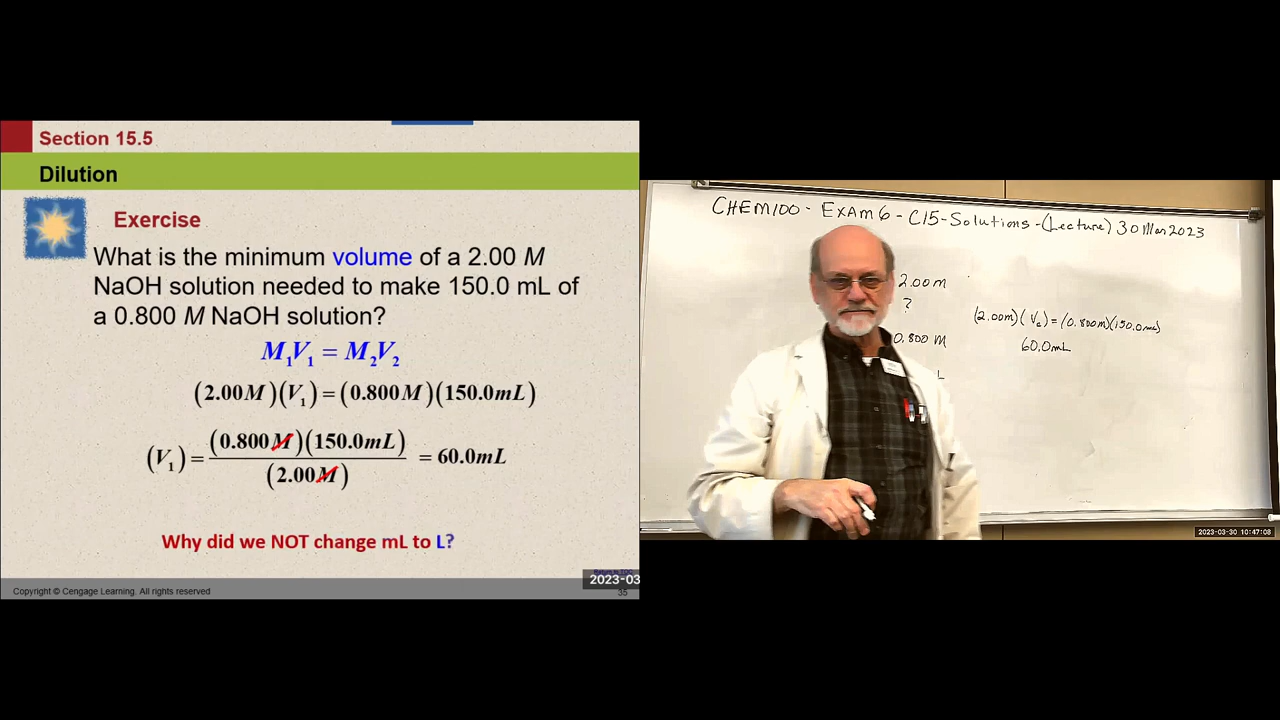 Section 15.5
Dilution
Exercise
What is the minimum volume of a 2.00 M
NaOH solution needed to make 150.0 mL of
a 0.800 M NaOH solution?
M₁V₁ = M₂V₂
(2.00M)(V₁) = (0.800M)(150.0mL)
(V₁) = (0.800M)(150.0mL) / (2.00M) = 60.0mL
Why did we NOT change mL to L?
2023-03
35
Copyright © Cengage Learning. All rights reserved
CHEM100 - EXAM 6 - C15 - Solutions - (Lecture) 30 Mar 2023
2.00 M
?
0.800 M
L
(2.00M)(V₁) = (0.800M)(150.0mL)
60.0mL
2023-03-30 10:47:08